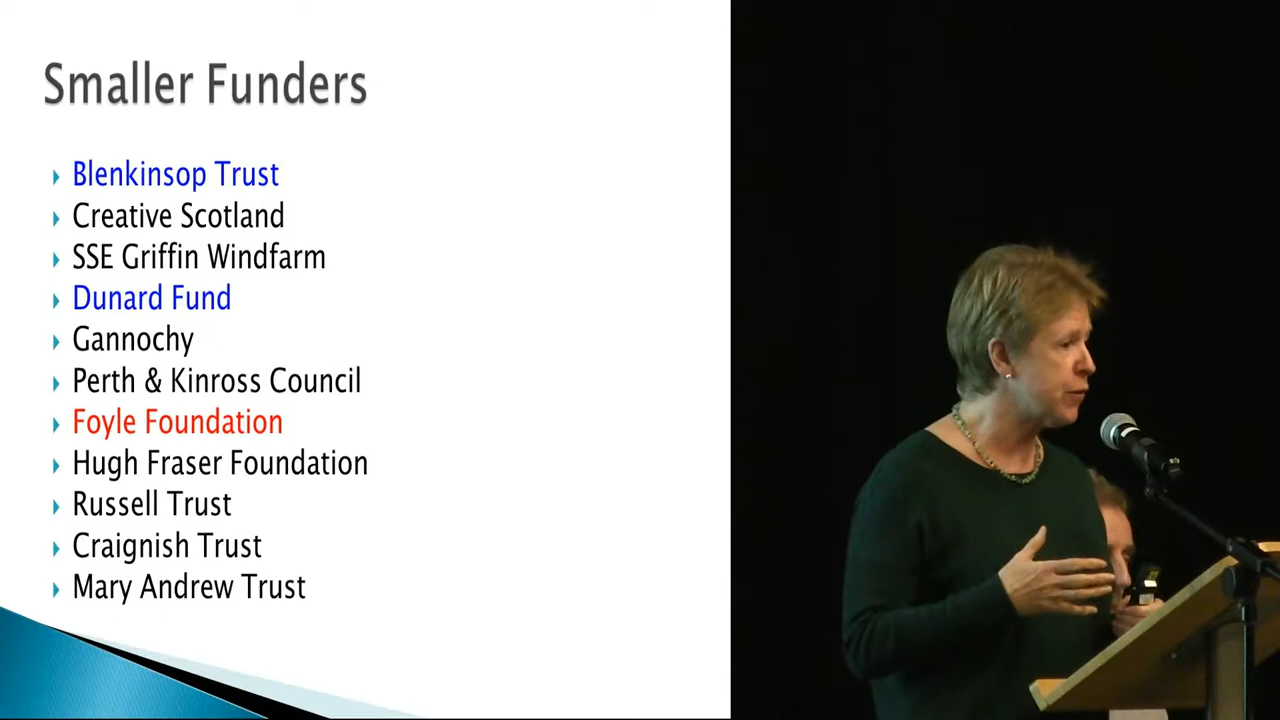 Smaller Funders
Blenkinsop Trust
Creative Scotland
SSE Griffin Windfarm
Dunard Fund
Gannochy
Perth & Kinross Council
Foyle Foundation
Hugh Fraser Foundation
Russell Trust
Craignish Trust
Mary Andrew Trust